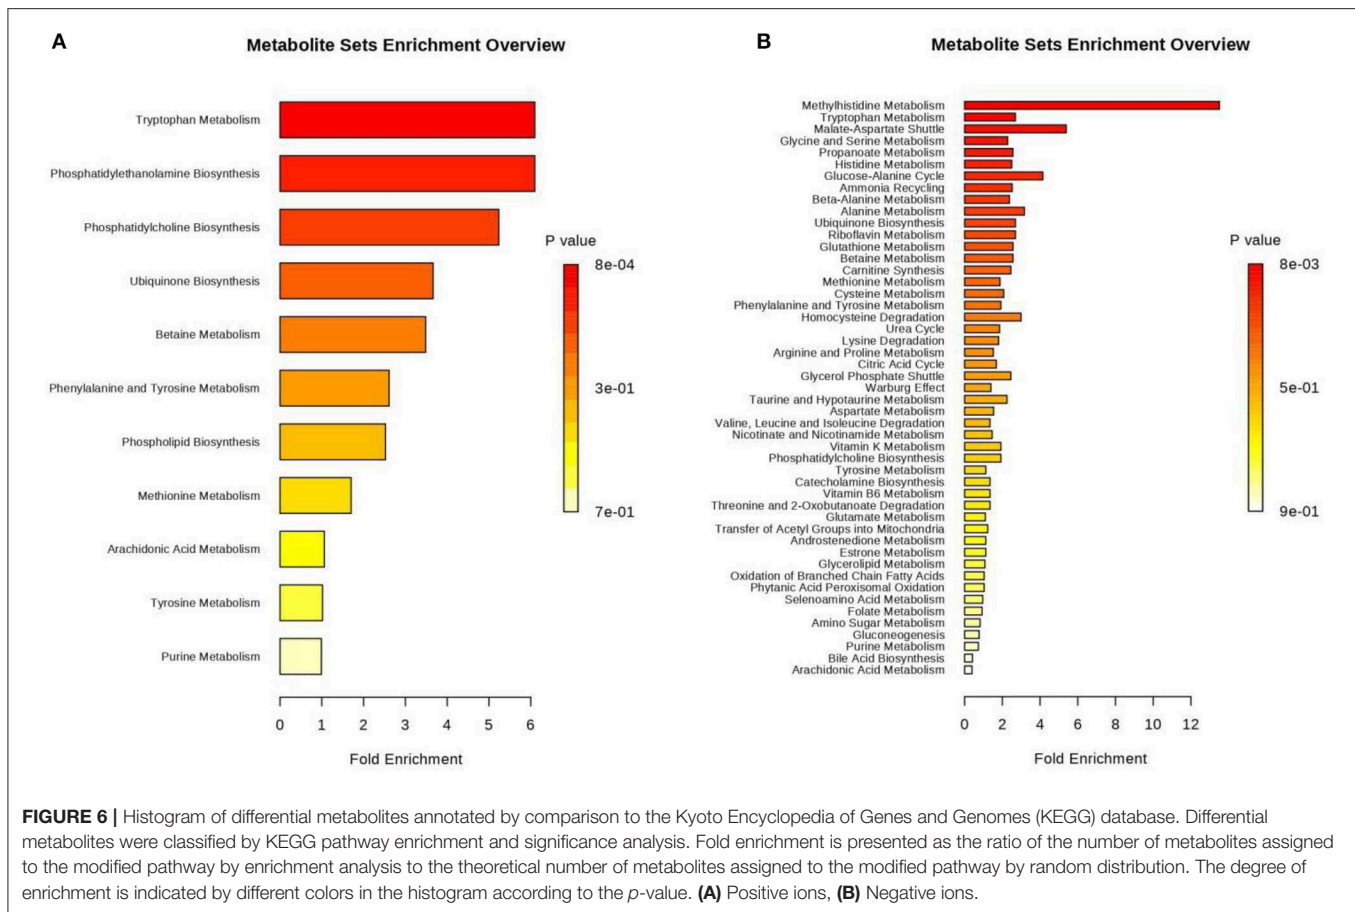 A
Metabolite Sets Enrichment Overview
Tryptophan Metabolism
Phosphatidylethanolamine Biosynthesis
Phosphatidylcholine Biosynthesis
Ubiquinone Biosynthesis
Betaine Metabolism
Phenylalanine and Tyrosine Metabolism
Phospholipid Biosynthesis
Methionine Metabolism
Arachidonic Acid Metabolism
Tyrosine Metabolism
Purine Metabolism
P value
8e-04
3e-01
7e-01
0 1 2 3 4 5 6
Fold Enrichment
B
Metabolite Sets Enrichment Overview
Methylhistidine Metabolism
Tryptophan Metabolism
Malate-Aspartate Shuttle
Glycine and Serine Metabolism
Propanoate Metabolism
Histidine Metabolism
Glucose-Alanine Cycle
Ammonia Recycling
Beta-Alanine Metabolism
Alanine Metabolism
Ubiquinone Biosynthesis
Riboflavin Metabolism
Glutathione Metabolism
Betaine Metabolism
Carnitine Synthesis
Methionine Metabolism
Cysteine Metabolism
Phenylalanine and Tyrosine Metabolism
Homocysteine Degradation
Urea Cycle
Lysine Degradation
Arginine and Proline Metabolism
Citric Acid Cycle
Glycerol Phosphate Shuttle
Warburg Effect
Taurine and Hypotaurine Metabolism
Aspartate Metabolism
Valine, Leucine and Isoleucine Degradation
Nicotinate and Nicotinamide Metabolism
Vitamin K Metabolism
Phosphatidylcholine Biosynthesis
Tyrosine Metabolism
Catecholamine Biosynthesis
Vitamin B6 Metabolism
Threonine and 2-Oxobutanoate Degradation
Glutamate Metabolism
Transfer of Acetyl Groups into Mitochondria
Androstenedione Metabolism
Estrone Metabolism
Glycerolipid Metabolism
Oxidation of Branched Chain Fatty Acids
Phytanic Acid Peroxisomal Oxidation
Selenoamino Acid Metabolism
Folate Metabolism
Amino Sugar Metabolism
Gluconeogenesis
Purine Metabolism
Bile Acid Biosynthesis
Arachidonic Acid Metabolism
P value
8e-03
5e-01
9e-01
0 2 4 6 8 10 12
Fold Enrichment
FIGURE 6 | Histogram of differential metabolites annotated by comparison to the Kyoto Encyclopedia of Genes and Genomes (KEGG) database. Differential
metabolites were classified by KEGG pathway enrichment and significance analysis. Fold enrichment is presented as the ratio of the number of metabolites assigned
to the modified pathway by enrichment analysis to the theoretical number of metabolites assigned to the modified pathway by random distribution. The degree of
enrichment is indicated by different colors in the histogram according to the p-value. (A) Positive ions, (B) Negative ions.